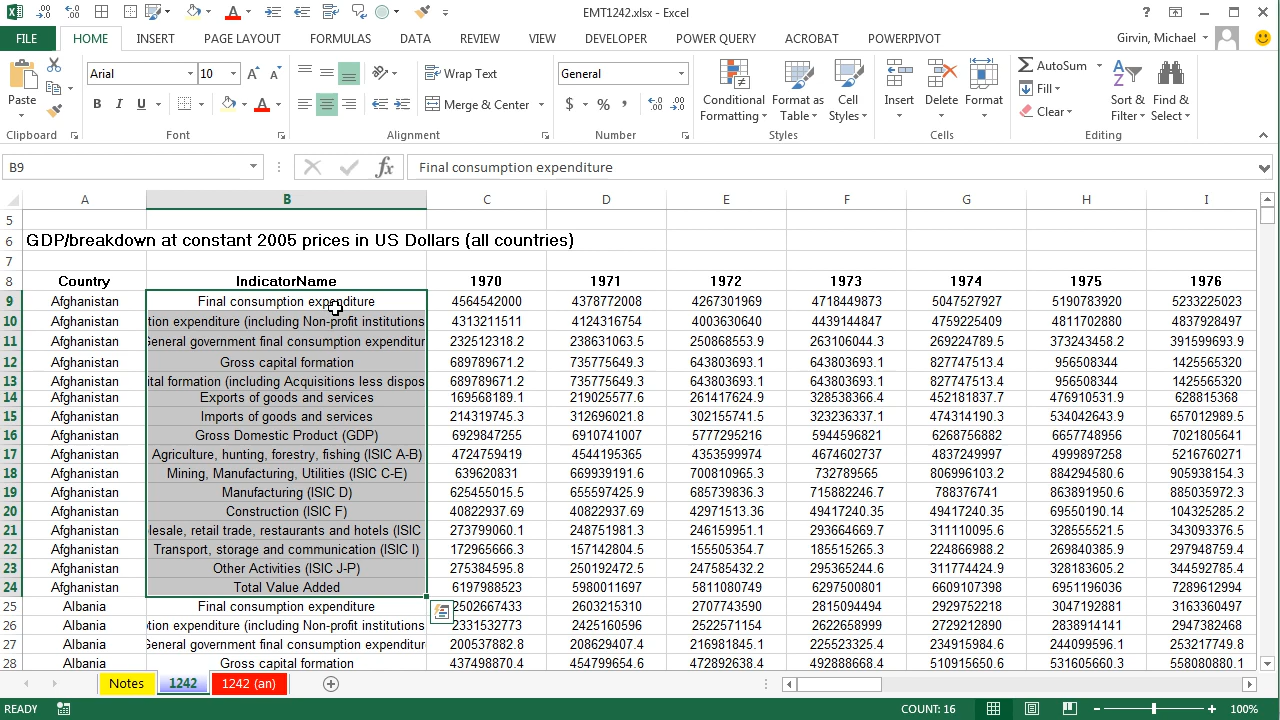 EMT1242.xlsx - Excel
FILE HOME INSERT PAGE LAYOUT FORMULAS DATA REVIEW VIEW DEVELOPER POWER QUERY ACROBAT POWERPIVOT Girvin, Michael
Paste Arial 10 Wrap Text General Conditional Formatting Format as Table Cell Styles Insert Delete Format AutoSum Sort & Filter Find & Select
B I U Merge & Center $ % , Fill
Clear
Clipboard Font Alignment Number Styles Cells Editing
B9 fx Final consumption expenditure
A B C D E F G H I
5
6 GDP/breakdown at constant 2005 prices in US Dollars (all countries)
7
8 Country IndicatorName 1970 1971 1972 1973 1974 1975 1976
9 Afghanistan Final consumption expenditure 4564542000 4378772008 4267301969 4718449873 5047527927 5190783920 5233225023
10 Afghanistan tion expenditure (including Non-profit institutions 4313211511 4124316754 4003630640 4439144847 4759225409 4811702880 4837928497
11 Afghanistan General government final consumption expenditur 232512318.2 238631063.5 250868553.9 263106044.3 269224789.5 373243458.2 391599693.9
12 Afghanistan Gross capital formation 689789671.2 735775649.3 643803693.1 643803693.1 827747513.4 956508344 1425565320
13 Afghanistan ital formation (including Acquisitions less dispos 689789671.2 735775649.3 643803693.1 643803693.1 827747513.4 956508344 1425565320
14 Afghanistan Exports of goods and services 169568189.1 219025577.6 261417624.9 328538366.4 452181837.7 476910531.9 628815368
15 Afghanistan Imports of goods and services 214319745.3 312696021.8 302155741.5 323236337.1 474314190.3 534042643.9 657012989.5
16 Afghanistan Gross Domestic Product (GDP) 6929847255 6910741007 5777295216 5944596821 6268756882 6657748956 7021805641
17 Afghanistan Agriculture, hunting, forestry, fishing (ISIC A-B) 4724759419 4544195365 4353599974 4674602737 4837249997 4999897258 5216760271
18 Afghanistan Mining, Manufacturing, Utilities (ISIC C-E) 639620831 669939191.6 700810965.3 732789565 806996103.2 884294580.6 905938154.3
19 Afghanistan Manufacturing (ISIC D) 625455015.5 655597425.9 685739836.3 715882246.7 788376741 863891950.6 885035972.3
20 Afghanistan Construction (ISIC F) 40822937.69 40822937.69 42971513.36 49417240.35 49417240.35 69550190.14 104325285.2
21 Afghanistan lesale, retail trade, restaurants and hotels (ISIC 273799060.1 248751981.3 246159951.1 293664669.7 311110095.6 328555521.5 343093376.5
22 Afghanistan Transport, storage and communication (ISIC I) 172965666.3 157142804.5 155505354.7 185515265.3 224866988.2 269840385.9 297948759.4
23 Afghanistan Other Activities (ISIC J-P) 275384595.8 250192472.5 247585432.2 295365244.6 311774424.9 328183605.2 344592785.4
24 Afghanistan Total Value Added 6197988523 5980011697 5811080749 6297500801 6609107398 6951196036 7289612994
25 Albania Final consumption expenditure 2502667433 2603215310 2707743590 2815094494 2929752218 3047192881 3163360497
26 Albania tion expenditure (including Non-profit institutions 2331532773 2425160596 2522571154 2622658999 2729212890 2838914141 2947382468
27 Albania General government final consumption expenditur 200537882.8 208629407.4 216981845.1 225523325.4 234915984.6 244099596.1 253217749.8
28 Albania Gross capital formation 437498870.4 454799654.6 472892638.4 492888668.4 510915650.6 531605660.3 558080880.1
Notes 1242 1242 (an)
READY COUNT: 16 100%